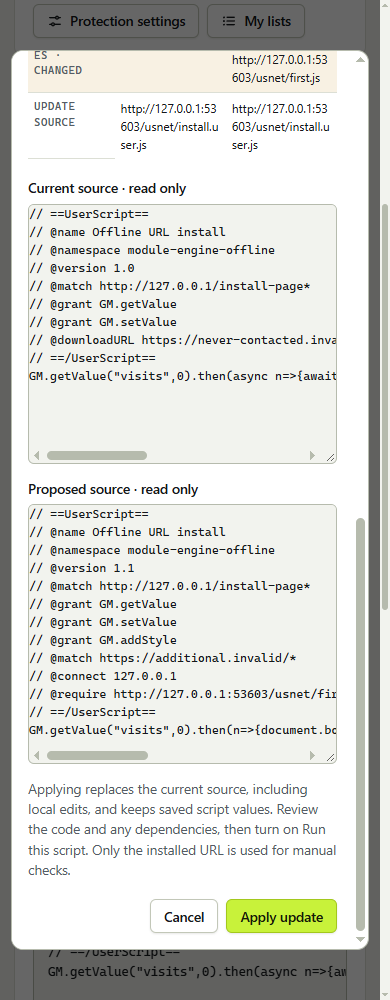 Protection settings
My lists
ES ·
CHANGED
http://127.0.0.1:53
603/usnet/first.js
UPDATE
SOURCE
http://127.0.0.1:53
603/usnet/install.u
ser.js
http://127.0.0.1:53
603/usnet/install.u
ser.js
Current source · read only
// ==UserScript==
// @name Offline URL install
// @namespace module-engine-offline
// @version 1.0
// @match http://127.0.0.1/install-page*
// @grant GM.getValue
// @grant GM.setValue
// @downloadURL https://never-contacted.inva
// ==/UserScript==
GM.getValue("visits",0).then(async n=>{await
Proposed source · read only
// ==UserScript==
// @name Offline URL install
// @namespace module-engine-offline
// @version 1.1
// @match http://127.0.0.1/install-page*
// @grant GM.getValue
// @grant GM.setValue
// @grant GM.addStyle
// @match https://additional.invalid/*
// @connect 127.0.0.1
// @require http://127.0.0.1:53603/usnet/fir
// ==/UserScript==
GM.getValue("visits",0).then(n=>{document.bo
Applying replaces the current source, including
local edits, and keeps saved script values. Review
the code and any dependencies, then turn on Run
this script. Only the installed URL is used for manual
checks.
Cancel
Apply update
// ==/UserScript==
GM.getValue("visits",0).then(async n=>{aw